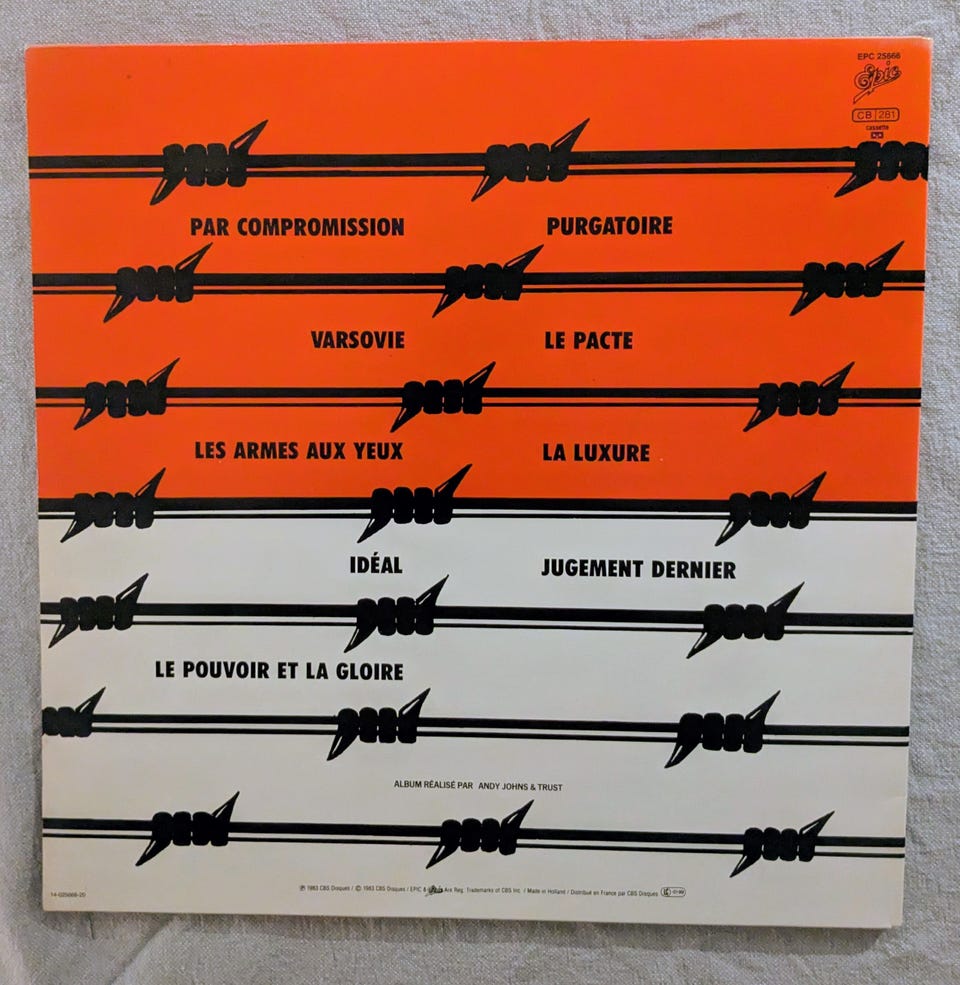 EPC 25666
Epic
CB 281
cassette
PAR COMPROMISSION
PURGATOIRE
VARSOVIE
LE PACTE
LES ARMES AUX YEUX
LA LUXURE
IDÉAL
JUGEMENT DERNIER
LE POUVOIR ET LA GLOIRE
ALBUM RÉALISÉ PAR ANDY JOHNS & TRUST
14-025666-20
℗ 1983 CBS Disques / © 1983 CBS Disques / EPIC & Epic Are Reg. Trademarks of CBS Inc. / Made in Holland / Distribué en France par CBS Disques